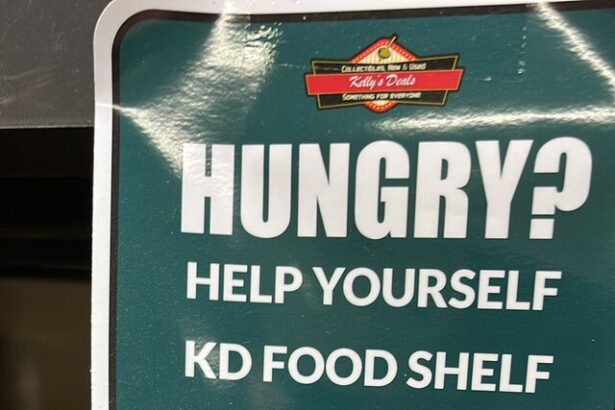 Collectibles, New & Used
Kelly's Deals
Something for everyone
HUNGRY?
HELP YOURSELF
KD FOOD SHELF